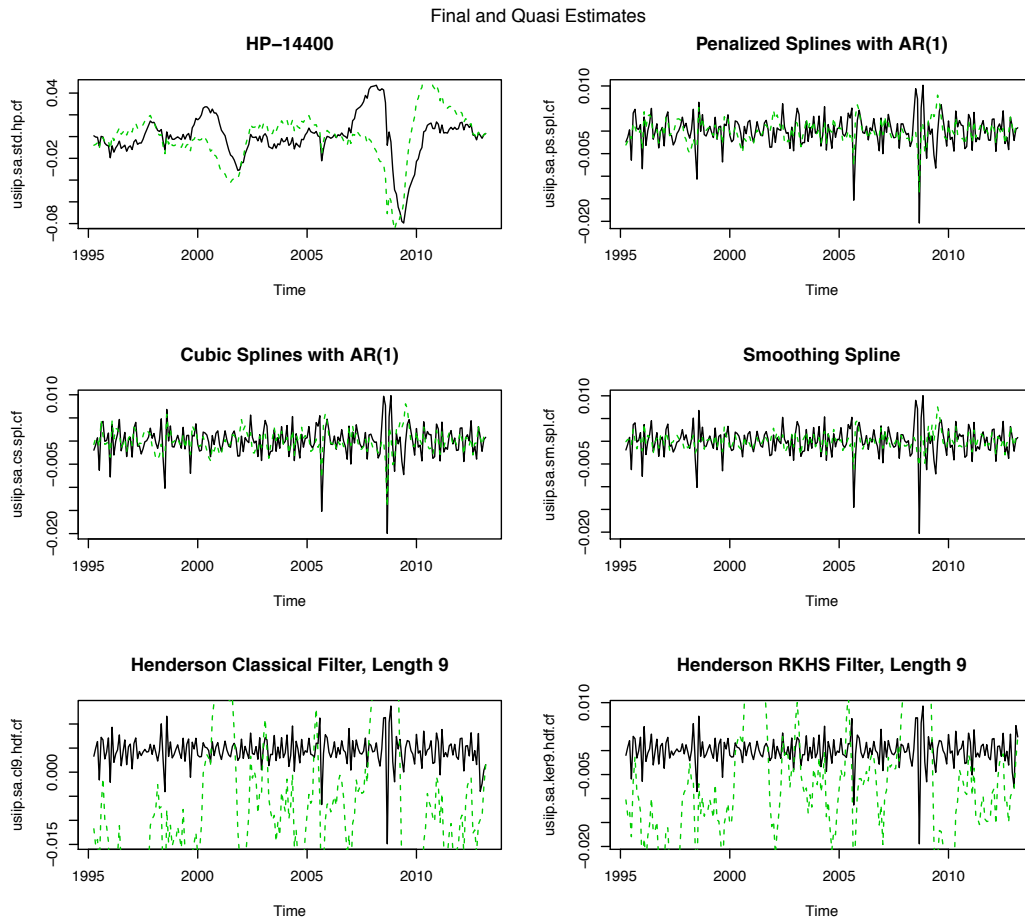 Final and Quasi Estimates
HP−14400
usiip.sa.std.hp.cf
0.04
−0.02
−0.08
1995 2000 2005 2010
Time
Penalized Splines with AR(1)
usiip.sa.ps.spl.cf
0.010
−0.005
−0.020
1995 2000 2005 2010
Time
Cubic Splines with AR(1)
usiip.sa.cs.spl.cf
0.010
−0.005
−0.020
1995 2000 2005 2010
Time
Smoothing Spline
usiip.sa.sm.spl.cf
0.010
−0.005
−0.020
1995 2000 2005 2010
Time
Henderson Classical Filter, Length 9
usiip.sa.cl9.hdf.cf
0.000
−0.015
1995 2000 2005 2010
Time
Henderson RKHS Filter, Length 9
usiip.sa.ker9.hdf.cf
0.010
−0.005
−0.020
1995 2000 2005 2010
Time